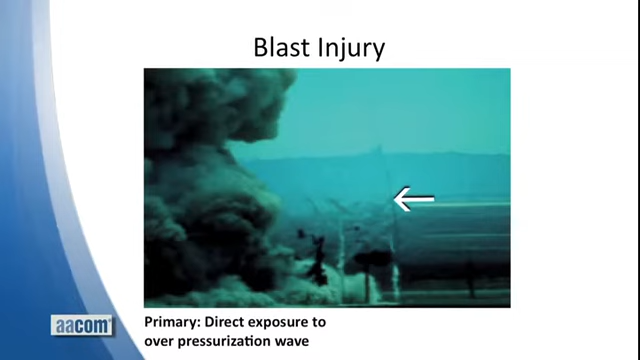 Blast Injury
Primary: Direct exposure to
over pressurization wave
aacom